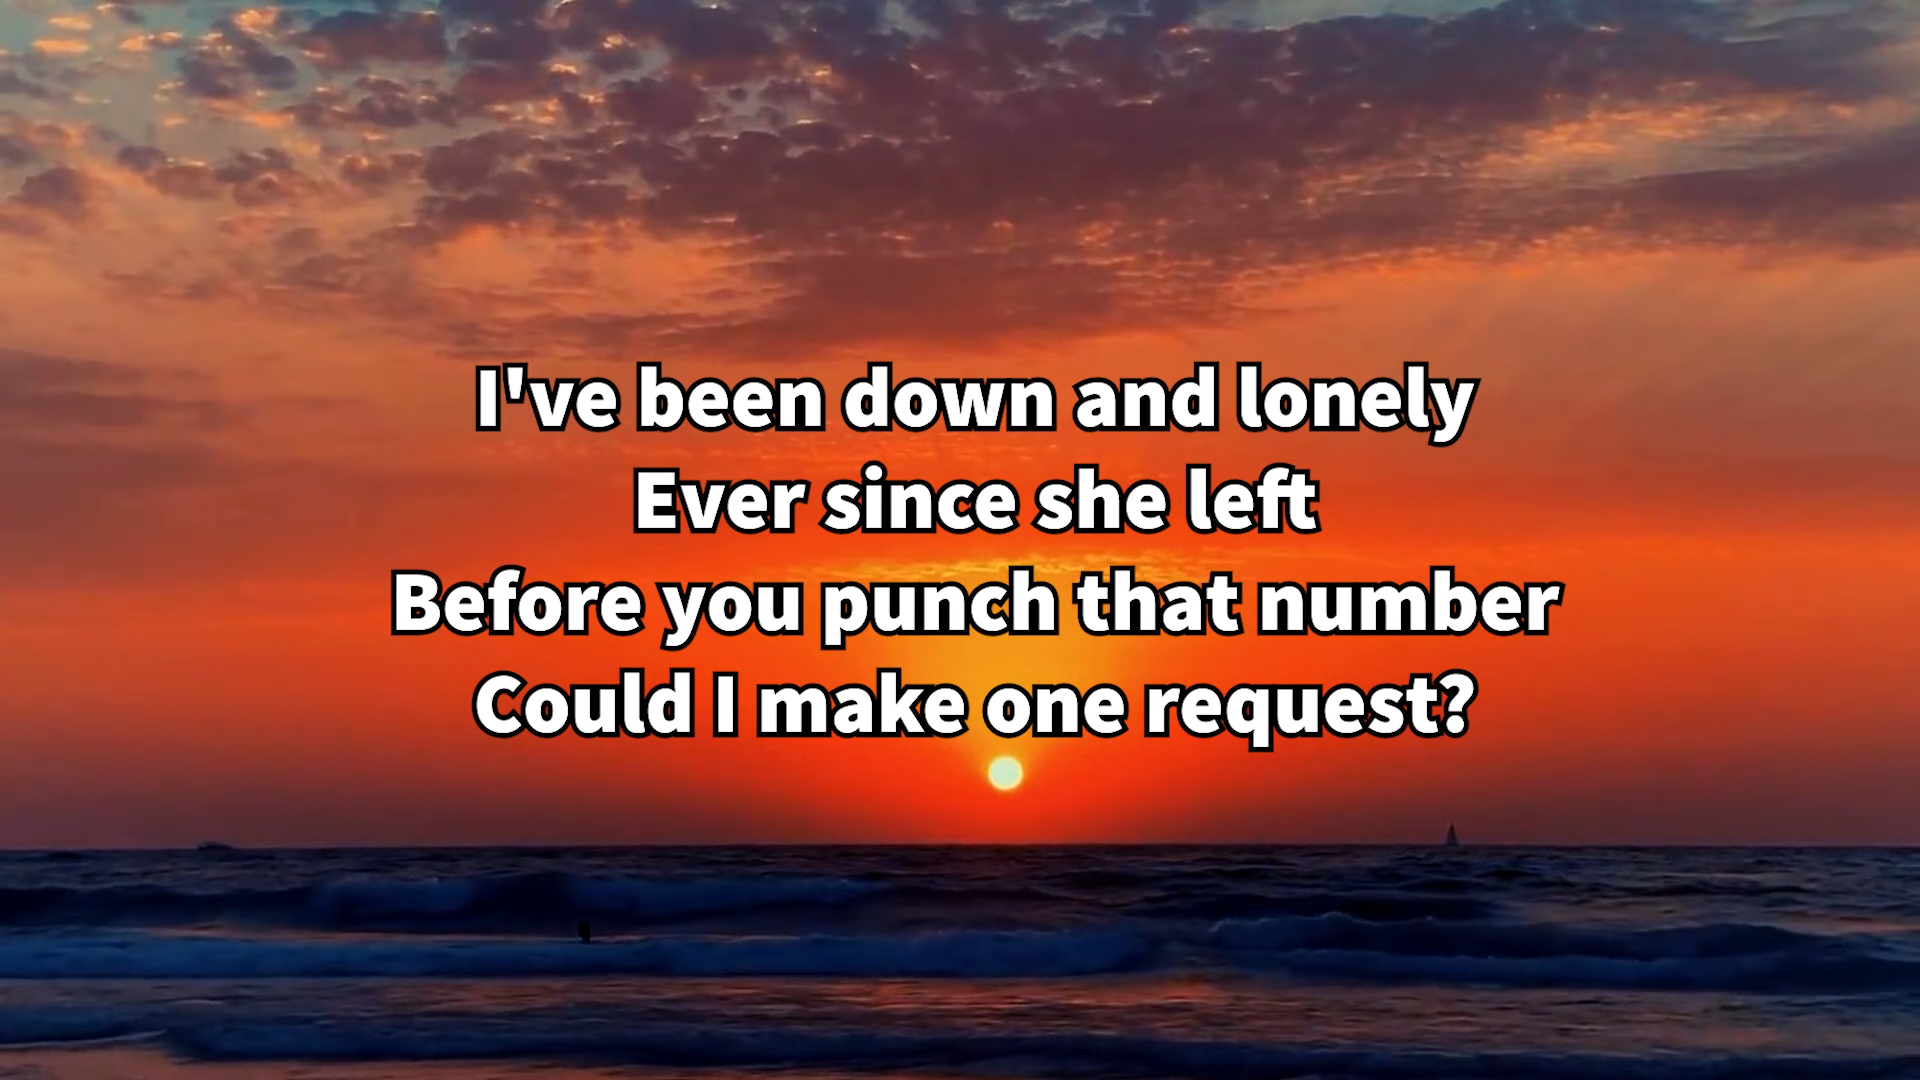 I've been down and lonely
Ever since she left
Before you punch that number
Could I make one request?